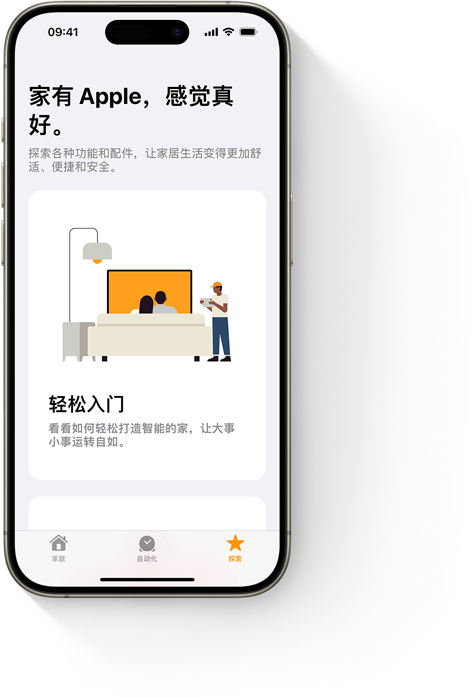 09:41
家有 Apple，感觉真
好。
探索各种功能和配件，让家居生活变得更加舒
适、便捷和安全。
轻松入门
看看如何轻松打造智能的家，让大事
小事运转自如。
家庭
自动化
探索